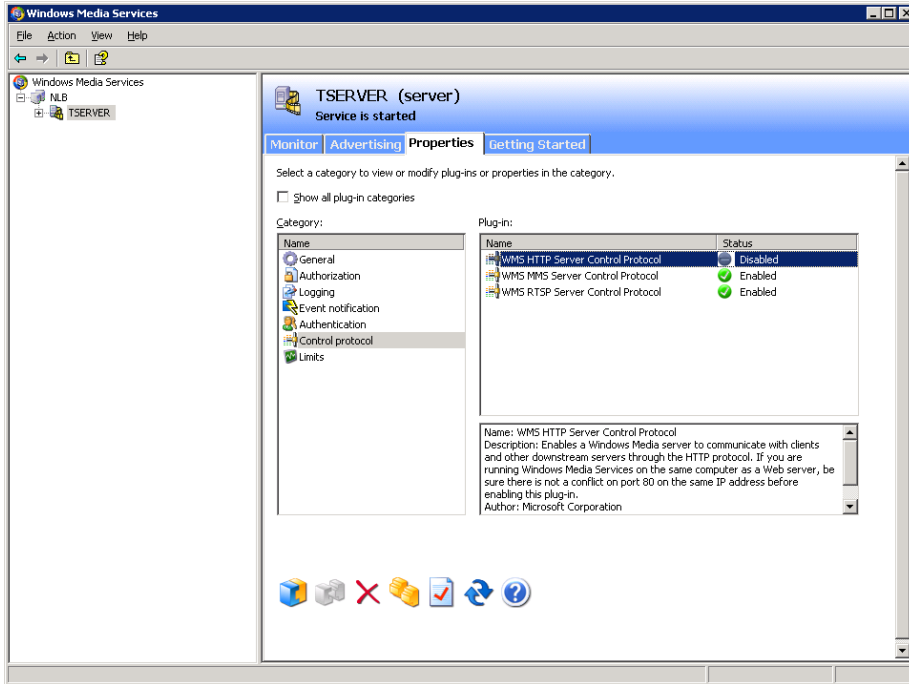 Windows Media Services
File Action View Help
Windows Media Services
NLB
TSERVER
TSERVER (server)
Service is started
Monitor Advertising Properties Getting Started
Select a category to view or modify plug-ins or properties in the category.
Show all plug-in categories
Category: Plug-in:
Name Name Status
General WMS HTTP Server Control Protocol Disabled
Authorization WMS MMS Server Control Protocol Enabled
Logging WMS RTSP Server Control Protocol Enabled
Event notification
Authentication
Control protocol
Limits
Name: WMS HTTP Server Control Protocol
Description: Enables a Windows Media server to communicate with clients
and other downstream servers through the HTTP protocol. If you are
running Windows Media Services on the same computer as a Web server, be
sure there is not a conflict on port 80 on the same IP address before
enabling this plug-in.
Author: Microsoft Corporation